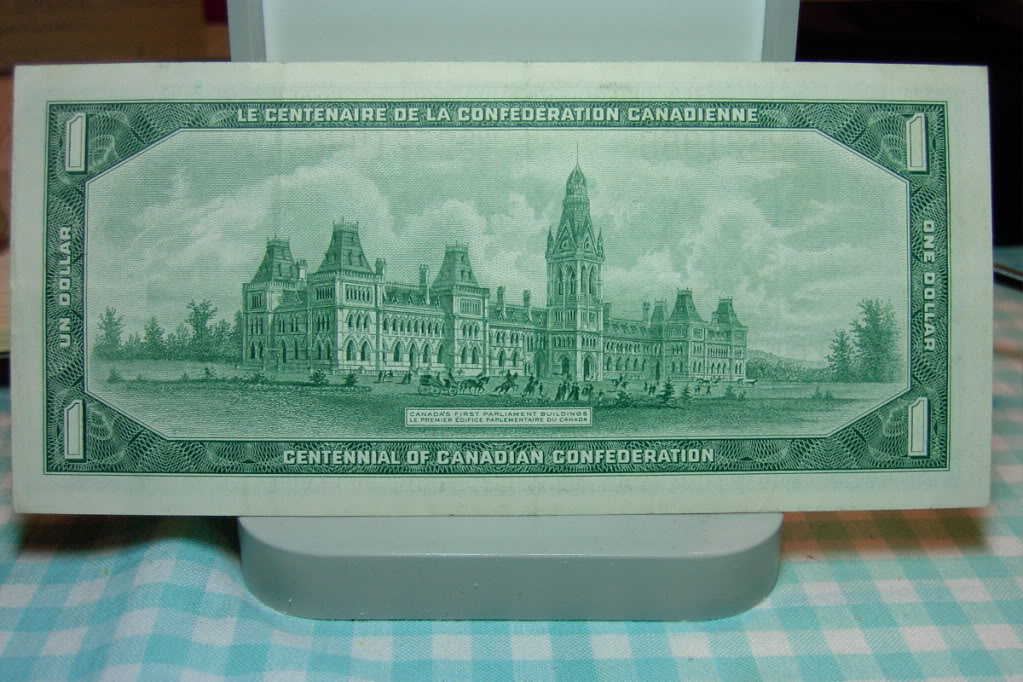 LE CENTENAIRE DE LA CONFEDERATION CANADIENNE
1
1
UN DOLLAR
ONE DOLLAR
CANADA'S FIRST PARLIAMENT BUILDINGS
LE PREMIER ÉDIFICE PARLEMENTAIRE DU CANADA
1
1
CENTENNIAL OF CANADIAN CONFEDERATION